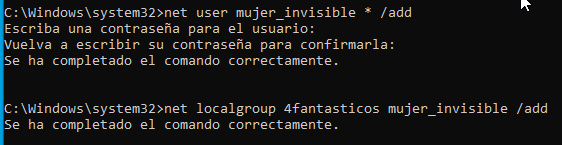 C:\Windows\system32>net user mujer_invisible * /add
Escriba una contraseña para el usuario:
Vuelva a escribir su contraseña para confirmarla:
Se ha completado el comando correctamente.
C:\Windows\system32>net localgroup 4fantasticos mujer_invisible /add
Se ha completado el comando correctamente.